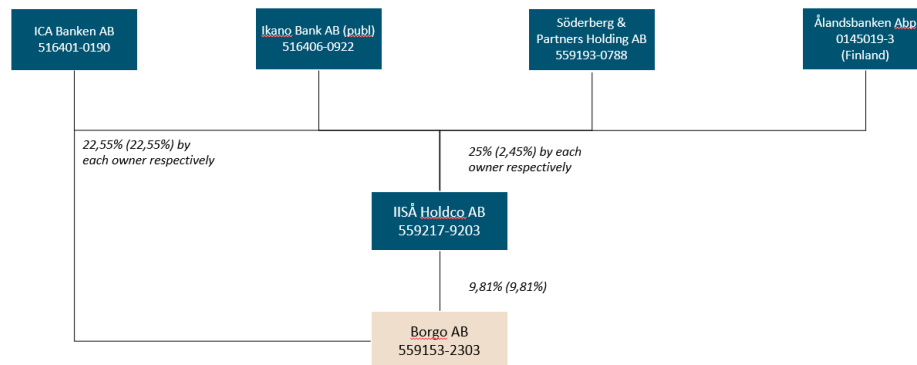 ICA Banken AB
516401-0190
Ikano Bank AB (publ)
516406-0922
Söderberg &
Partners Holding AB
559193-0788
Ålandsbanken Abp
0145019-3
(Finland)
22,55% (22,55%) by
each owner respectively
25% (2,45%) by each
owner respectively
IISÅ Holdco AB
559217-9203
9,81% (9,81%)
Borgo AB
559153-2303